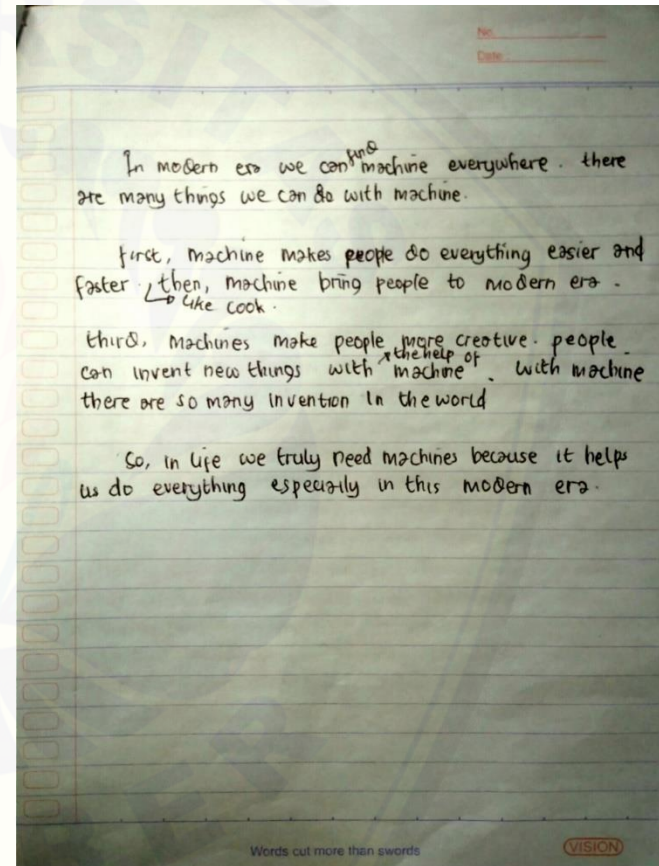 No.
Date :
In modern era we can find machine everywhere. there
are many things we can do with machine.
first, machine makes people do everything easier and
faster, then, machine bring people to modern era.
like cook.
third, machines make people more creative. people
can invent new things with the help of machine. with machine
there are so many invention in the world
So, in life we truly need machines because it helps
us do everything especially in this modern era.
Words cut more than swords
VISION